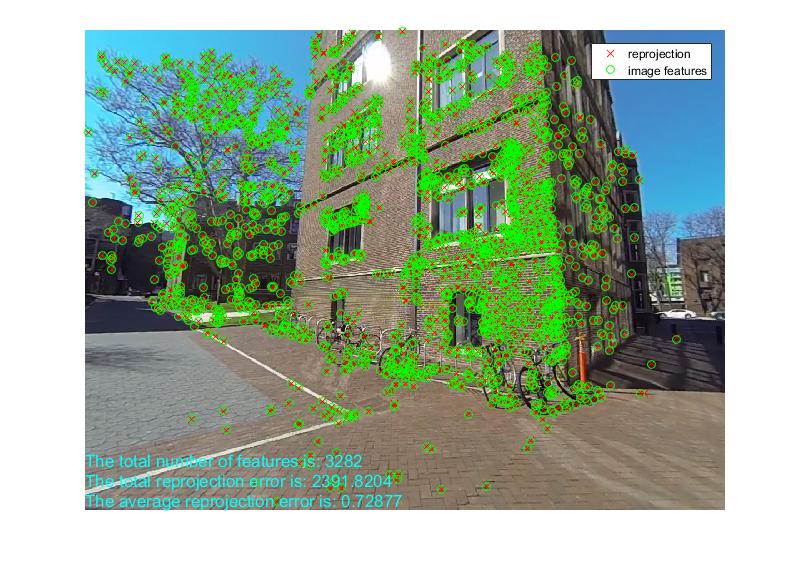 reprojection
image features
The total number of features is: 3282
The total reprojection error is: 2391.8204
The average reprojection error is: 0.72877